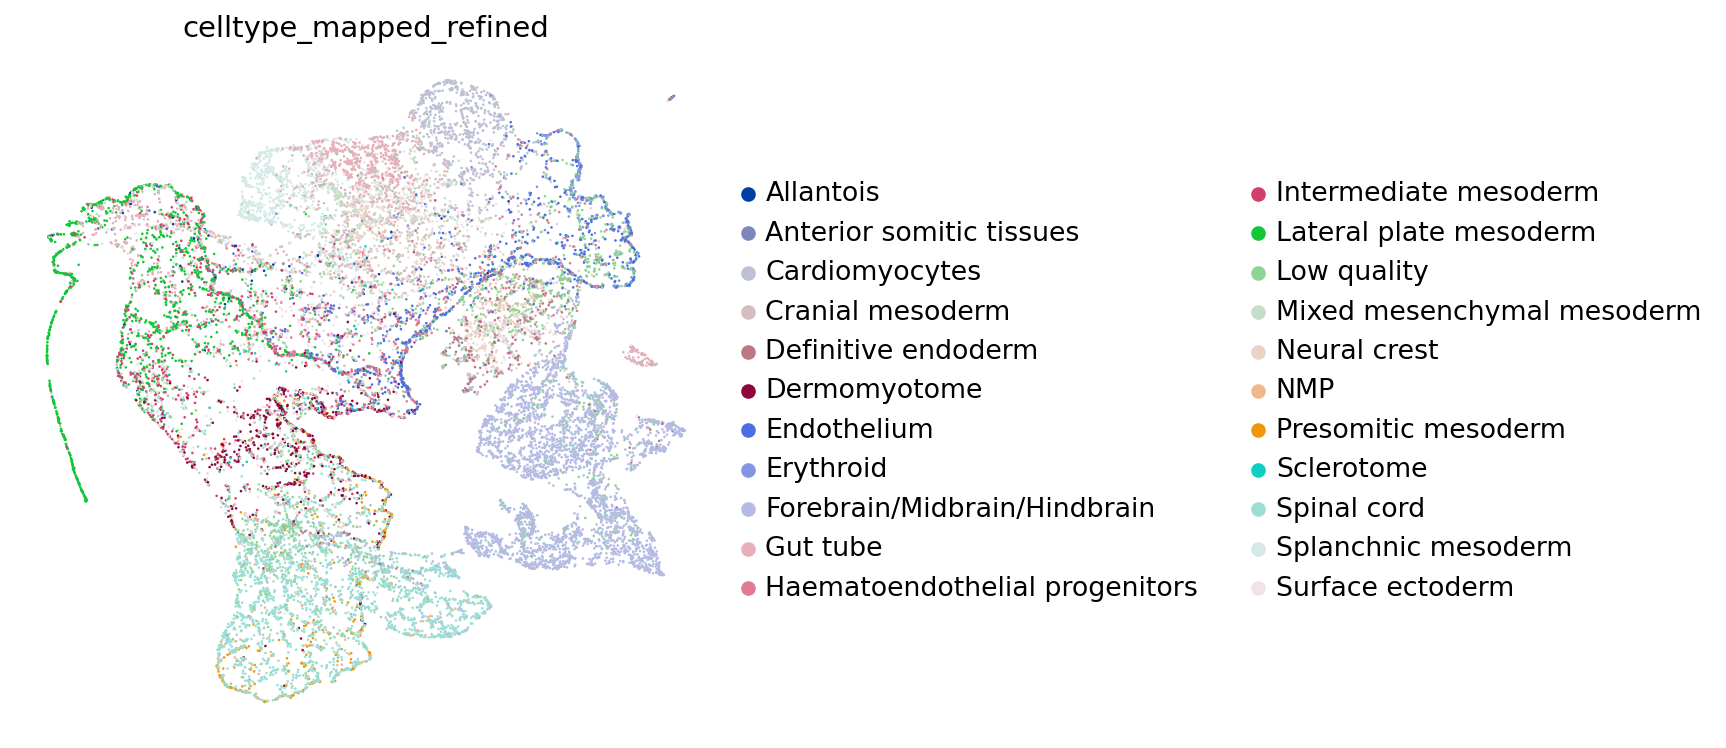 celltype_mapped_refined
Allantois
Anterior somitic tissues
Cardiomyocytes
Cranial mesoderm
Definitive endoderm
Dermomyotome
Endothelium
Erythroid
Forebrain/Midbrain/Hindbrain
Gut tube
Haematoendothelial progenitors
Intermediate mesoderm
Lateral plate mesoderm
Low quality
Mixed mesenchymal mesoderm
Neural crest
NMP
Presomitic mesoderm
Sclerotome
Spinal cord
Splanchnic mesoderm
Surface ectoderm